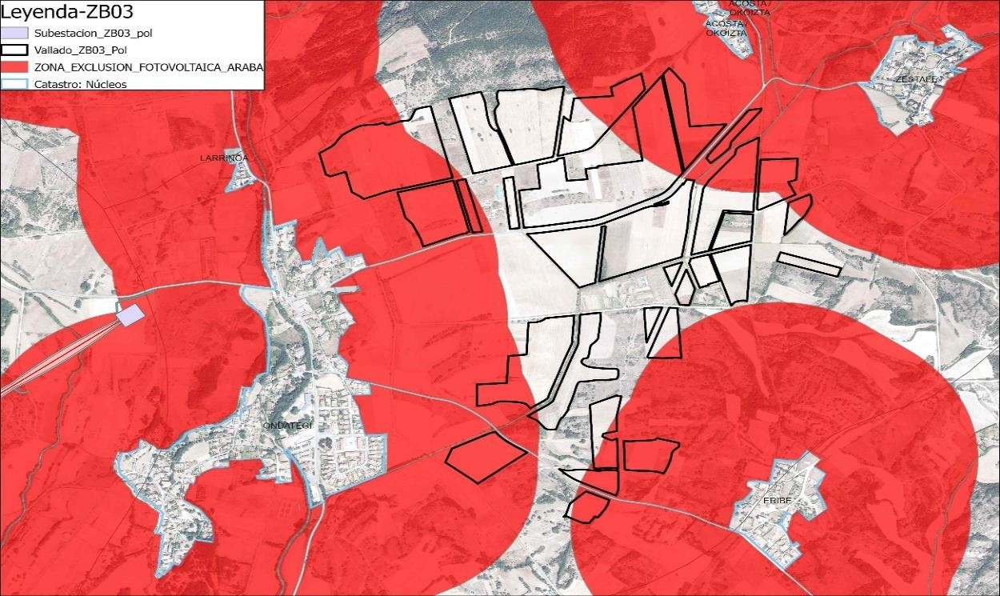 Leyenda-ZB03
Subestacion_ZB03_pol
Vallado_ZB03_Pol
ZONA_EXCLUSION_FOTOVOLTAICA_ARABA
Catastro: Núcleos
ACOSTA /
OKOIZTA
ACOSTA /
OKOIZTA
ZESTAFE
LARRINOA
ONDATEGI
ERIBE